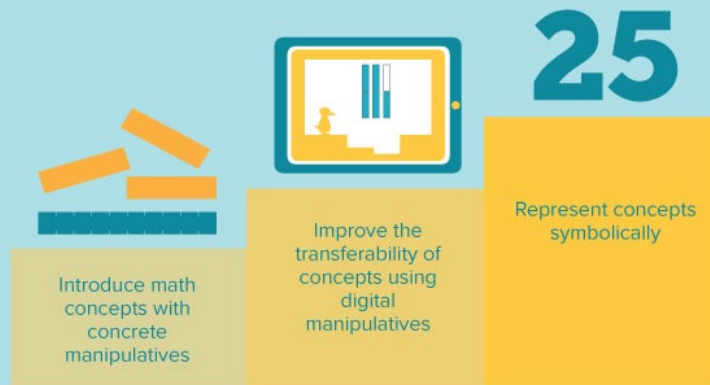 25
Introduce math
concepts with
concrete
manipulatives
Improve the
transferability of
concepts using
digital
manipulatives
Represent concepts
symbolically